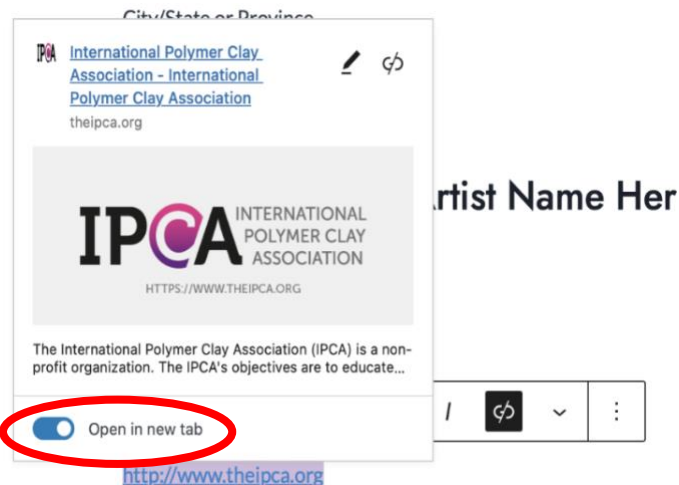 City/State or Province
IPCA
International Polymer Clay
Association - International
Polymer Clay Association
theipca.org
rtist Name Her
IPCA
INTERNATIONAL
POLYMER CLAY
ASSOCIATION
HTTPS://WWW.THEIPCA.ORG
The International Polymer Clay Association (IPCA) is a non-
profit organization. The IPCA's objectives are to educate...
I
Open in new tab
http://www.theipca.org